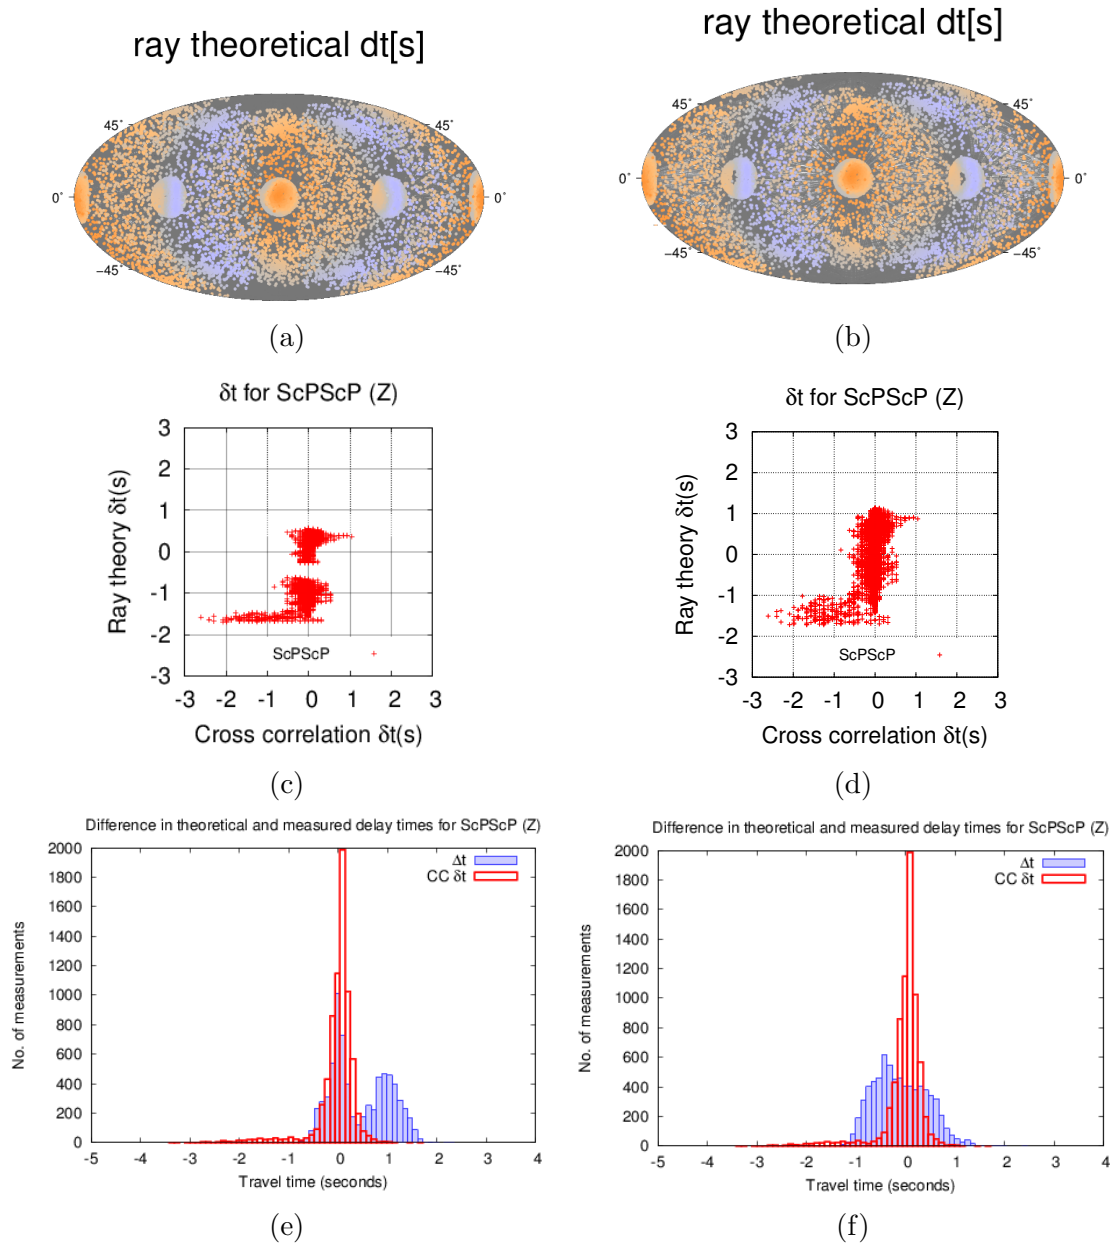 ray theoretical dt[s]
ray theoretical dt[s]
45° 45°
0° 0°
−45° −45°
45° 45°
0° 0°
−45° −45°
(a)
(b)
δt for ScPScP (Z)
3
2
1
0
-1
-2
-3
Ray theory δt(s)
ScPScP
-3 -2 -1 0 1 2 3
Cross correlation δt(s)
(c)
δt for ScPScP (Z)
3
2
1
0
-1
-2
-3
Ray theory δt(s)
ScPScP
-3 -2 -1 0 1 2 3
Cross correlation δt(s)
(d)
Difference in theoretical and measured delay times for ScPScP (Z)
2000
1800
1600
1400
1200
1000
800
600
400
200
0
No. of measurements
Δt
CC δt
-5 -4 -3 -2 -1 0 1 2 3 4
Travel time (seconds)
(e)
Difference in theoretical and measured delay times for ScPScP (Z)
2000
1800
1600
1400
1200
1000
800
600
400
200
0
No. of measurements
Δt
CC δt
-5 -4 -3 -2 -1 0 1 2 3 4
Travel time (seconds)
(f)